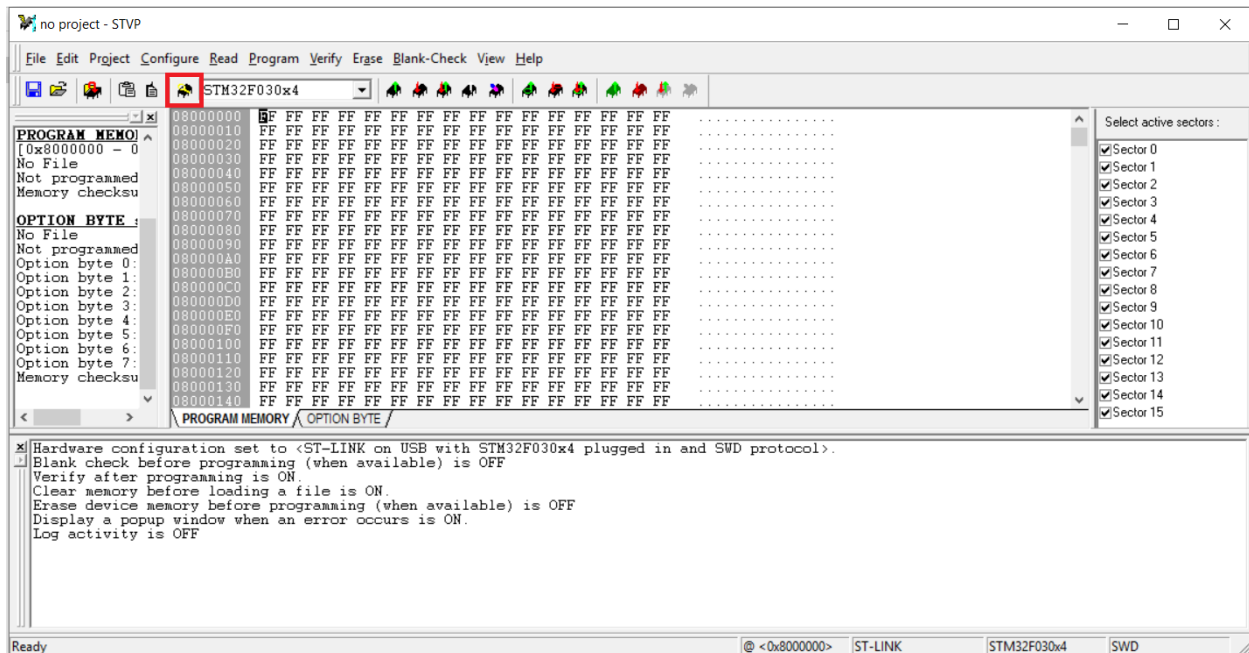 no project - STVP
File Edit Project Configure Read Program Verify Erase Blank-Check View Help
STM32F030x4
PROGRAM MEMO
[0x8000000 - 0
No File
Not programmed
Memory checksu
OPTION BYTE :
No File
Not programmed
Option byte 0:
Option byte 1:
Option byte 2:
Option byte 3:
Option byte 4:
Option byte 5:
Option byte 6:
Option byte 7:
Memory checksu
08000000 FF FF FF FF FF FF FF FF FF FF FF FF FF FF FF FF ................
08000010 FF FF FF FF FF FF FF FF FF FF FF FF FF FF FF FF ................
08000020 FF FF FF FF FF FF FF FF FF FF FF FF FF FF FF FF ................
08000030 FF FF FF FF FF FF FF FF FF FF FF FF FF FF FF FF ................
08000040 FF FF FF FF FF FF FF FF FF FF FF FF FF FF FF FF ................
08000050 FF FF FF FF FF FF FF FF FF FF FF FF FF FF FF FF ................
08000060 FF FF FF FF FF FF FF FF FF FF FF FF FF FF FF FF ................
08000070 FF FF FF FF FF FF FF FF FF FF FF FF FF FF FF FF ................
08000080 FF FF FF FF FF FF FF FF FF FF FF FF FF FF FF FF ................
08000090 FF FF FF FF FF FF FF FF FF FF FF FF FF FF FF FF ................
080000A0 FF FF FF FF FF FF FF FF FF FF FF FF FF FF FF FF ................
080000B0 FF FF FF FF FF FF FF FF FF FF FF FF FF FF FF FF ................
080000C0 FF FF FF FF FF FF FF FF FF FF FF FF FF FF FF FF ................
080000D0 FF FF FF FF FF FF FF FF FF FF FF FF FF FF FF FF ................
080000E0 FF FF FF FF FF FF FF FF FF FF FF FF FF FF FF FF ................
080000F0 FF FF FF FF FF FF FF FF FF FF FF FF FF FF FF FF ................
08000100 FF FF FF FF FF FF FF FF FF FF FF FF FF FF FF FF ................
08000110 FF FF FF FF FF FF FF FF FF FF FF FF FF FF FF FF ................
08000120 FF FF FF FF FF FF FF FF FF FF FF FF FF FF FF FF ................
08000130 FF FF FF FF FF FF FF FF FF FF FF FF FF FF FF FF ................
08000140 FF FF FF FF FF FF FF FF FF FF FF FF FF FF FF FF ................
PROGRAM MEMORY OPTION BYTE
Select active sectors :
Sector 0
Sector 1
Sector 2
Sector 3
Sector 4
Sector 5
Sector 6
Sector 7
Sector 8
Sector 9
Sector 10
Sector 11
Sector 12
Sector 13
Sector 14
Sector 15
Hardware configuration set to <ST-LINK on USB with STM32F030x4 plugged in and SWD protocol>.
Blank check before programming (when available) is OFF
Verify after programming is ON.
Clear memory before loading a file is ON.
Erase device memory before programming (when available) is OFF
Display a popup window when an error occurs is ON.
Log activity is OFF
Ready @ <0x8000000> ST-LINK STM32F030x4 SWD